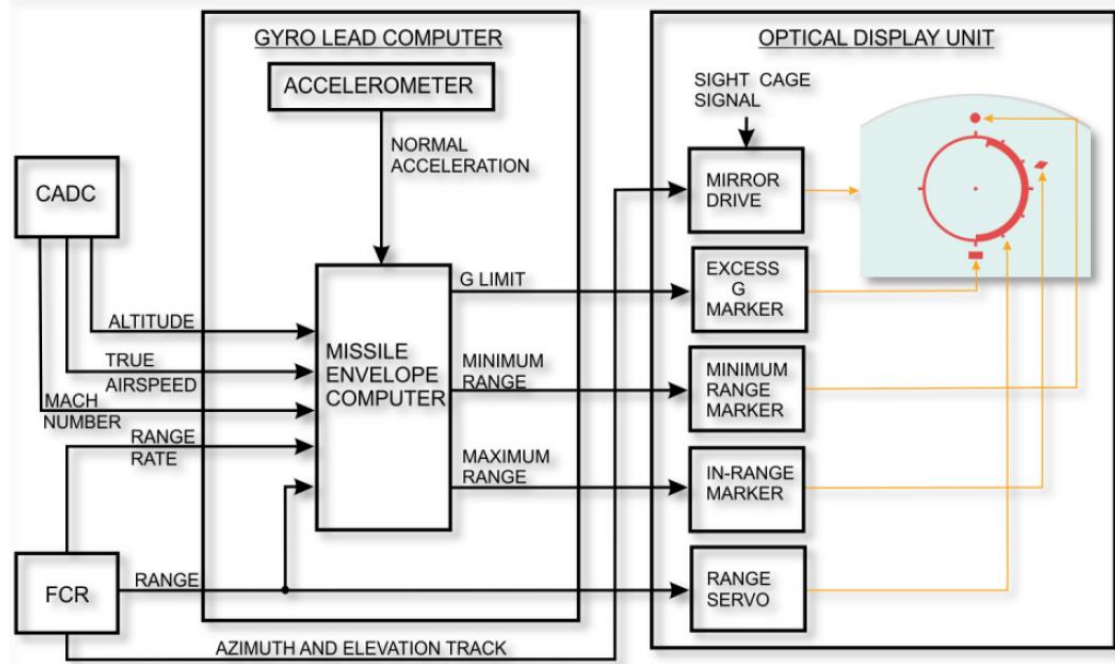 GYRO LEAD COMPUTER
ACCELEROMETER
NORMAL
ACCELERATION
CADC
ALTITUDE
TRUE
AIRSPEED
MACH
NUMBER
RANGE
RATE
MISSILE
ENVELOPE
COMPUTER
G LIMIT
MINIMUM
RANGE
MAXIMUM
RANGE
FCR
RANGE
AZIMUTH AND ELEVATION TRACK
OPTICAL DISPLAY UNIT
SIGHT CAGE
SIGNAL
MIRROR
DRIVE
EXCESS
G
MARKER
MINIMUM
RANGE
MARKER
IN-RANGE
MARKER
RANGE
SERVO